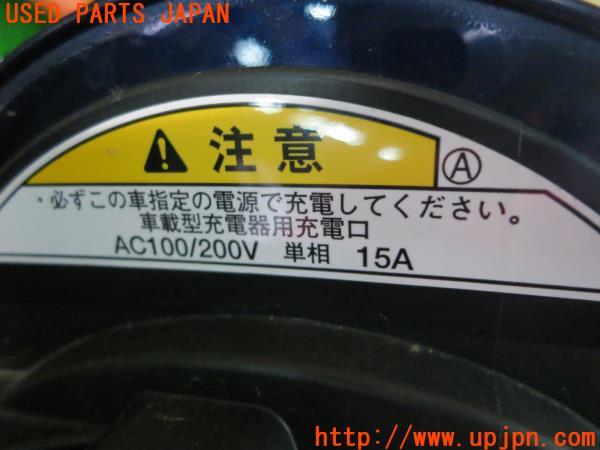 USED PARTS JAPAN
注意
Ⓐ
・必ずこの車指定の電源で充電してください。
車載型充電器用充電口
AC100/200V 単相 15A
http://www.upjpn.com